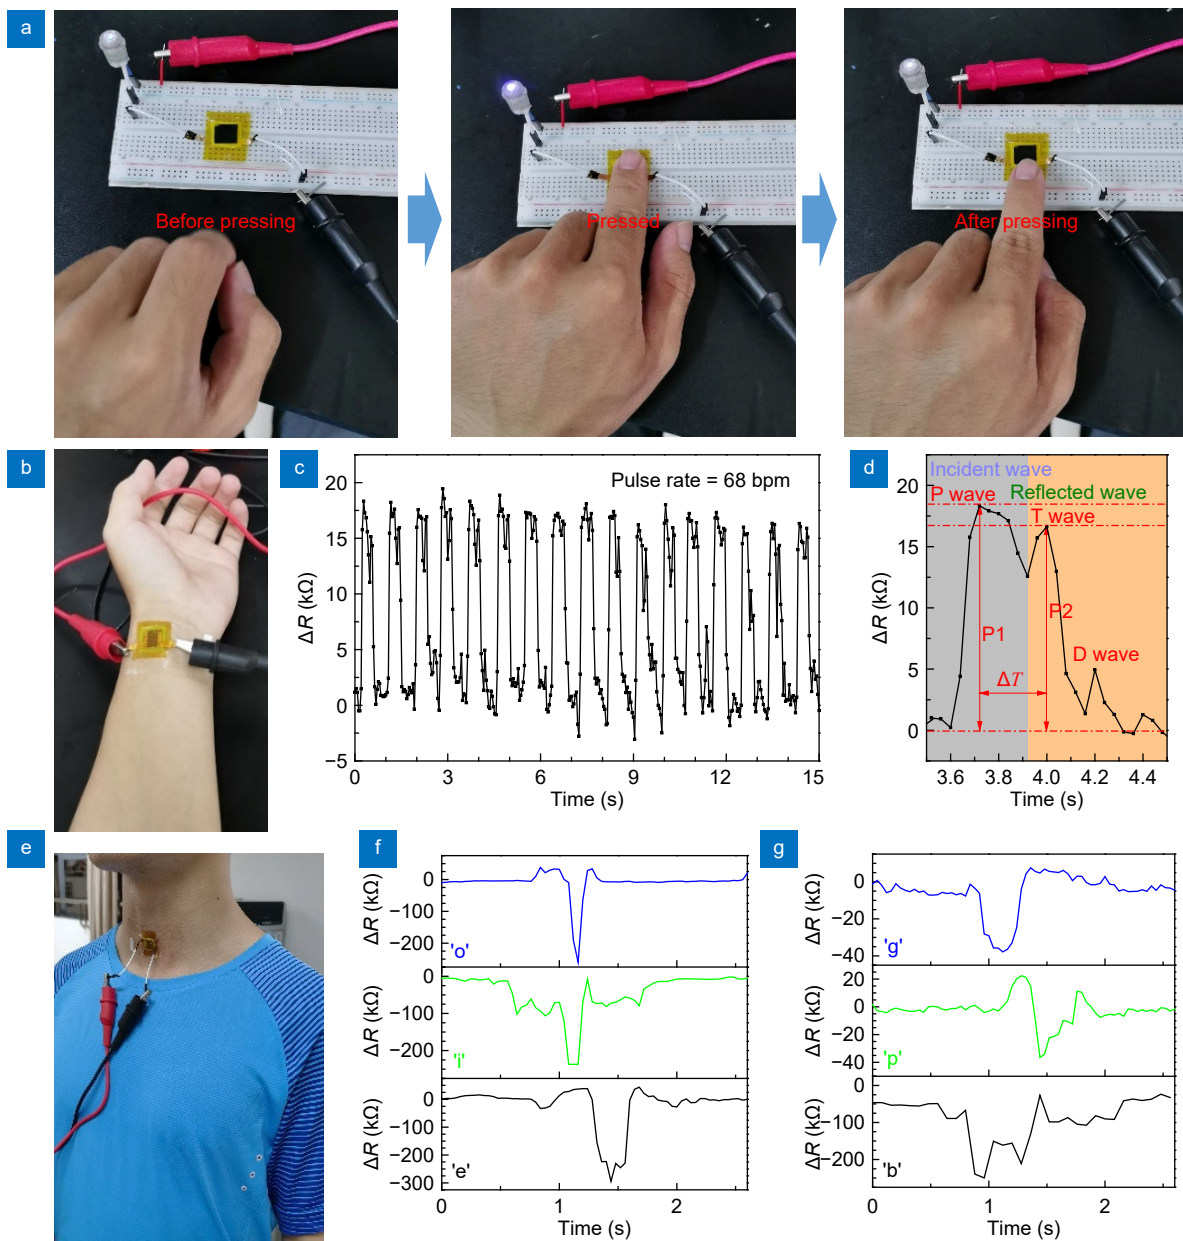 a
Before pressing
Pressed
After pressing
b
c
Pulse rate = 68 bpm
ΔR (kΩ)
20
15
10
5
0
−5
0
3
6
9
12
15
Time (s)
d
Incident wave
P wave
Reflected wave
T wave
P1
P2
D wave
ΔT
ΔR (kΩ)
20
15
10
5
0
3.6
3.8
4.0
4.2
4.4
Time (s)
e
f
ΔR (kΩ)
0
−100
−200
'o'
ΔR (kΩ)
0
−100
−200
'i'
ΔR (kΩ)
0
−100
−200
−300
'e'
0
1
2
Time (s)
g
ΔR (kΩ)
0
−20
−40
'g'
ΔR (kΩ)
20
0
−20
−40
'p'
ΔR (kΩ)
0
−100
−200
'b'
0
1
2
Time (s)